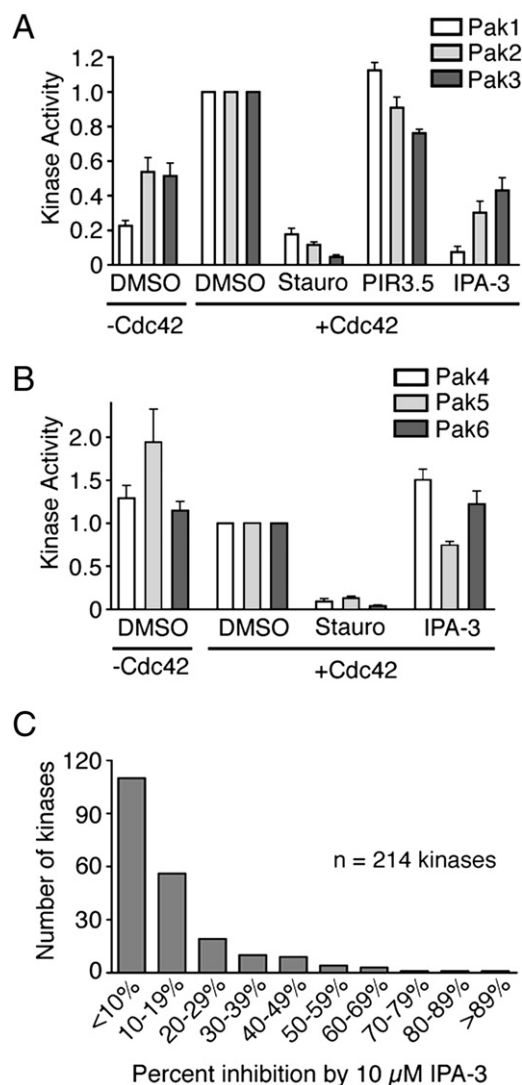 A
Pak1
Pak2
Pak3
Kinase Activity
1.2
1.0
0.8
0.6
0.4
0.2
0
DMSO DMSO Stauro PIR3.5 IPA-3
-Cdc42 +Cdc42
B
Pak4
Pak5
Pak6
Kinase Activity
2.0
1.5
1.0
0.5
0
DMSO DMSO Stauro IPA-3
-Cdc42 +Cdc42
C
Number of kinases
120
90
60
30
0
n = 214 kinases
<10% 10-19% 20-29% 30-39% 40-49% 50-59% 60-69% 70-79% 80-89% >89%
Percent inhibition by 10 µM IPA-3